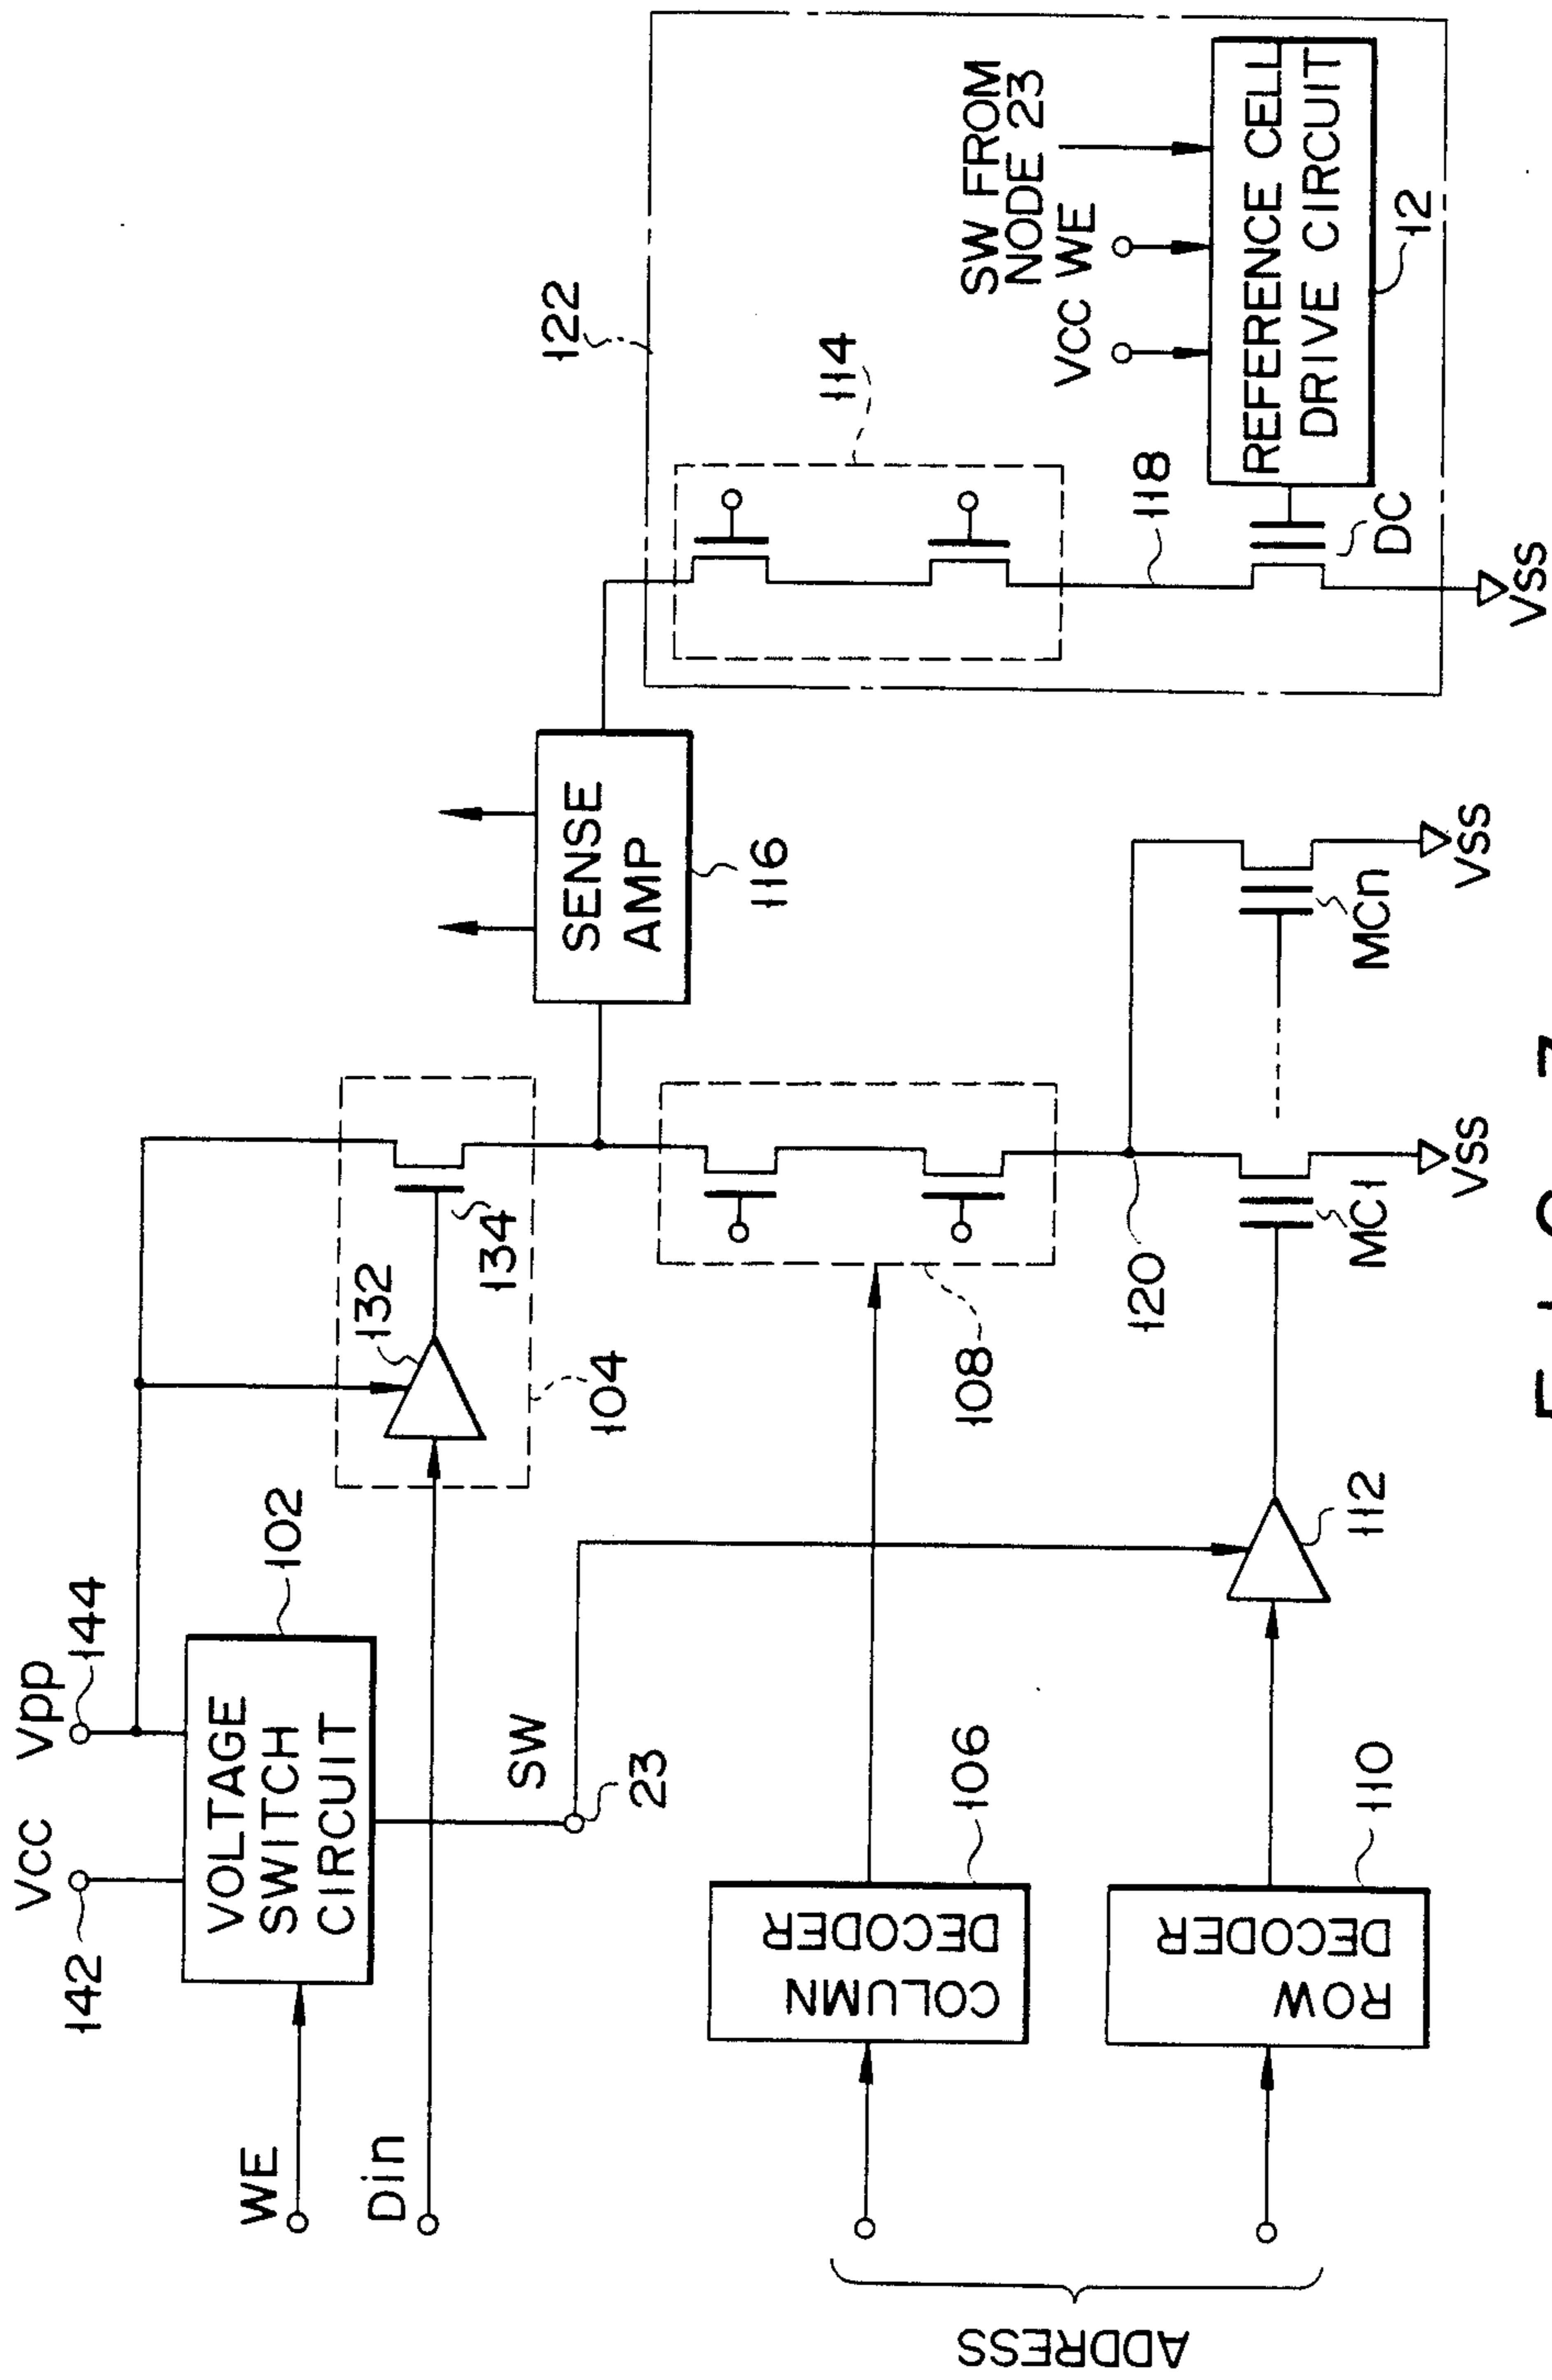 Vcc
Vpp
142
144
WE
VOLTAGE
SWITCH
CIRCUIT
102
Din
132
134
104
SW
23
SENSE
AMP
116
122
114
118
SW FROM
NODE 23
VCC WE
REFERENCE CELL
DRIVE CIRCUIT
12
DC
VSS
ADDRESS
COLUMN
DECODER
106
108
120
ROW
DECODER
110
112
MC1
VSS
MCn
VSS